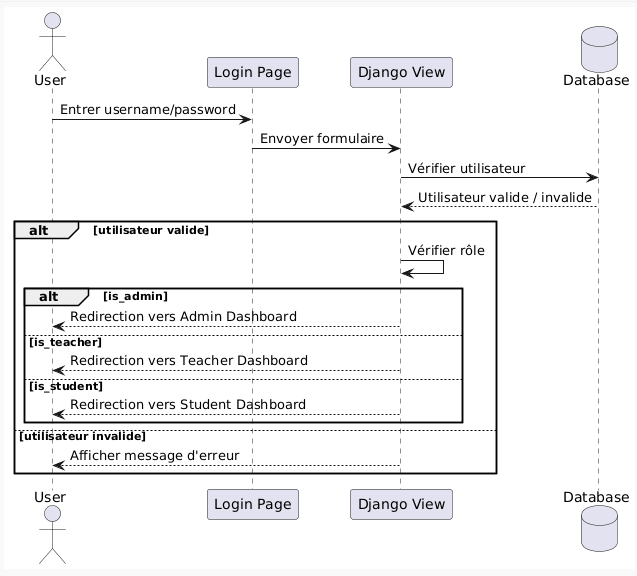 User
Login Page
Django View
Database
Entrer username/password
Envoyer formulaire
Vérifier utilisateur
Utilisateur valide / invalide
alt [utilisateur valide]
Vérifier rôle
alt [is_admin]
Redirection vers Admin Dashboard
[is_teacher]
Redirection vers Teacher Dashboard
[is_student]
Redirection vers Student Dashboard
[utilisateur invalide]
Afficher message d'erreur
User
Login Page
Django View
Database